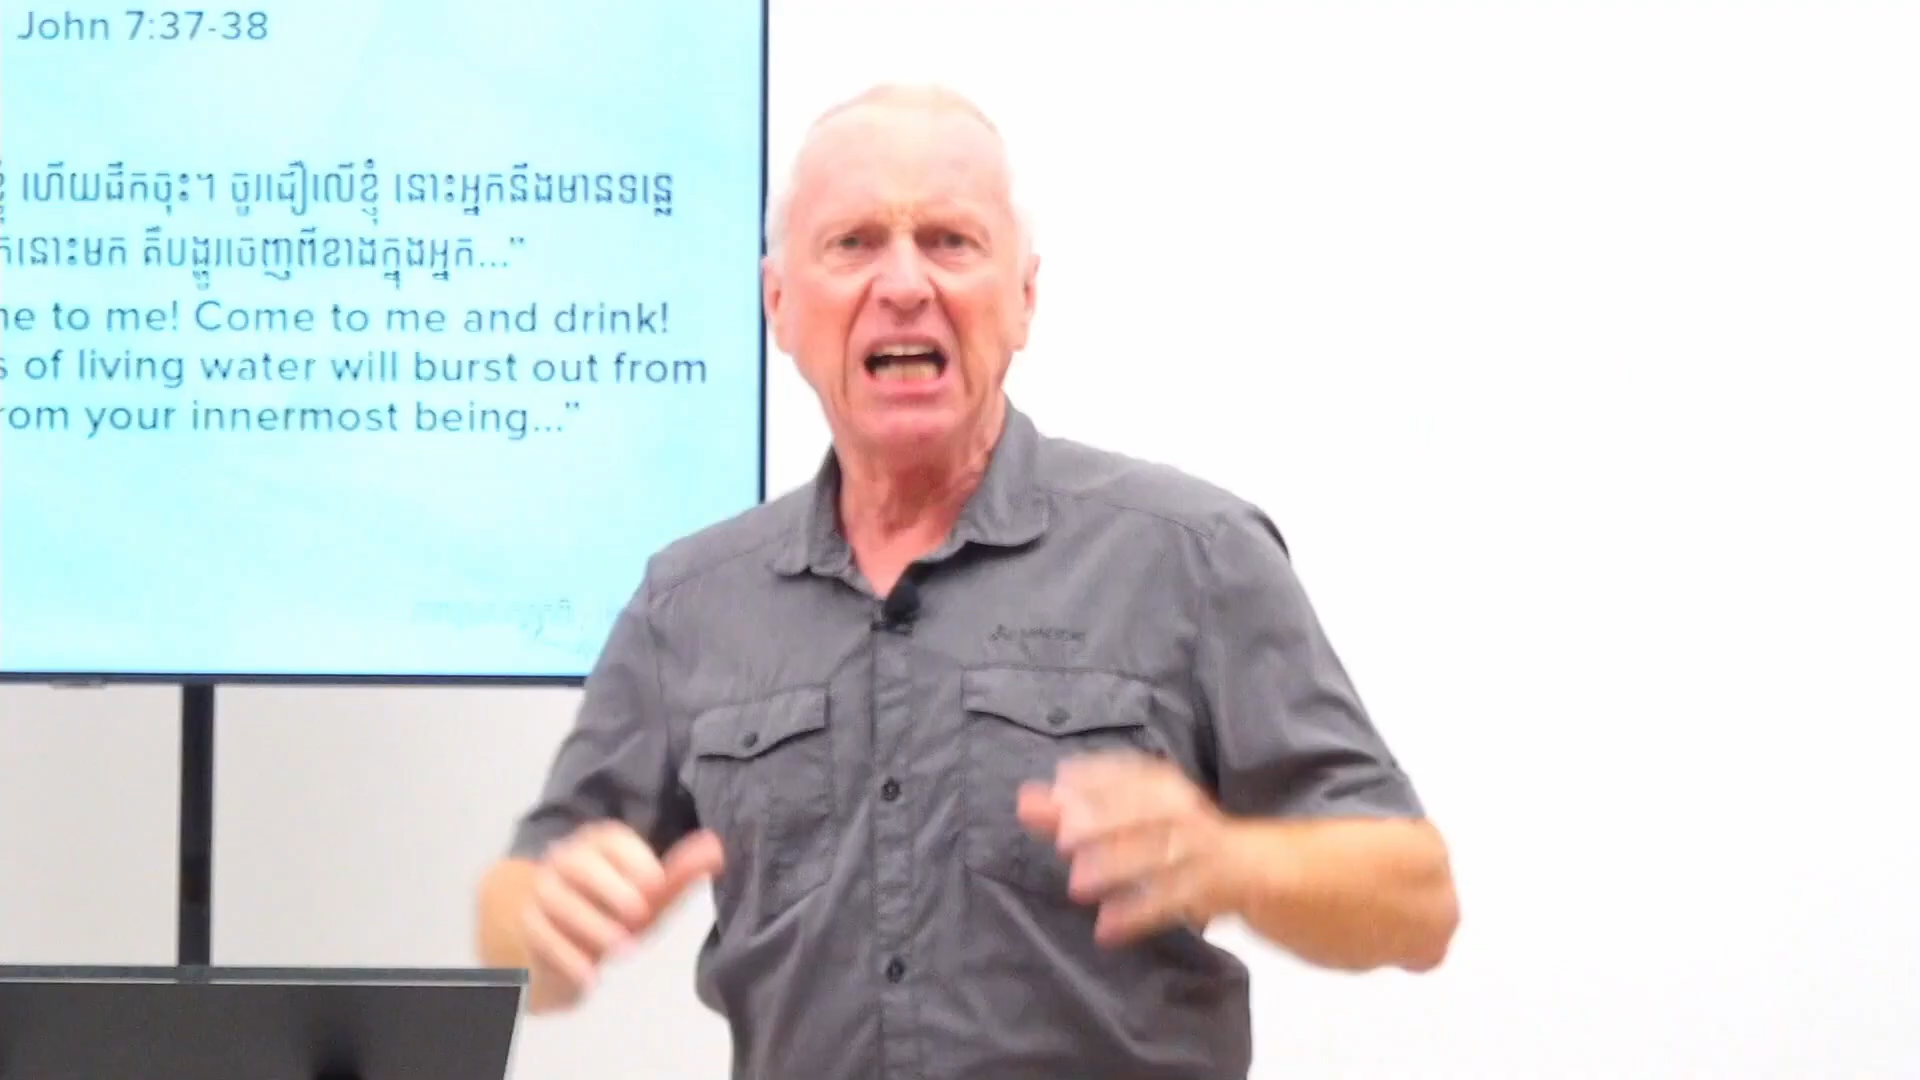 John 7:37-38
ហើយផឹកចុះ។ ចូរជឿលើខ្ញុំ នោះអ្នកនឹងមានទន្លេ
នោះមក គឺបង្ហូរចេញពីខាងក្នុងអ្នក...”
to me! Come to me and drink!
of living water will burst out from
your innermost being...”